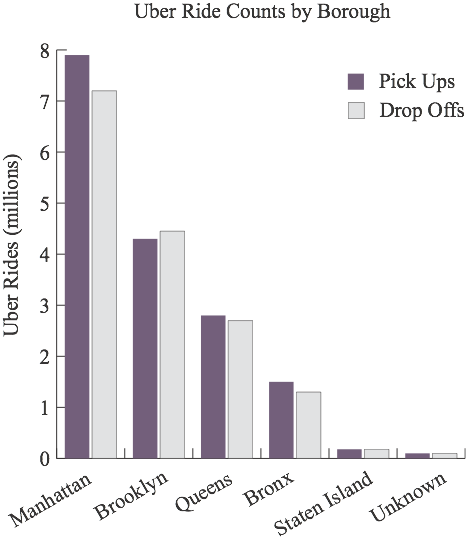 Uber Ride Counts by Borough
Uber Rides (millions)
8
7
6
5
4
3
2
1
0
Pick Ups
Drop Offs
Manhattan
Brooklyn
Queens
Bronx
Staten Island
Unknown